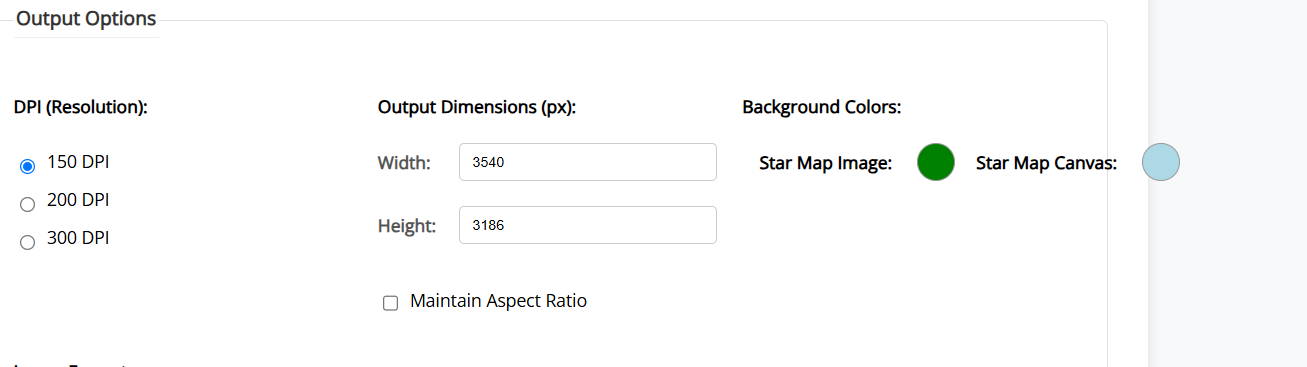 Output Options
DPI (Resolution):
150 DPI
200 DPI
300 DPI
Output Dimensions (px):
Width: 3540
Height: 3186
Maintain Aspect Ratio
Background Colors:
Star Map Image:
Star Map Canvas: